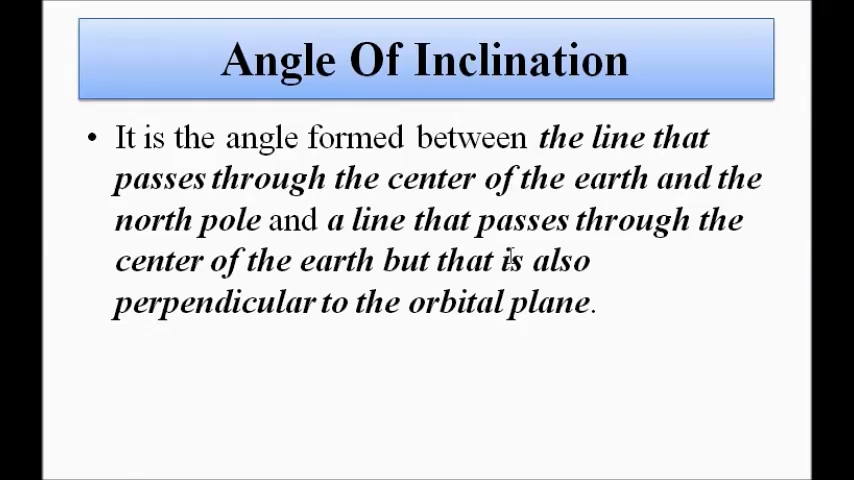 Angle Of Inclination
• It is the angle formed between the line that
passes through the center of the earth and the
north pole and a line that passes through the
center of the earth but that is also
perpendicular to the orbital plane.